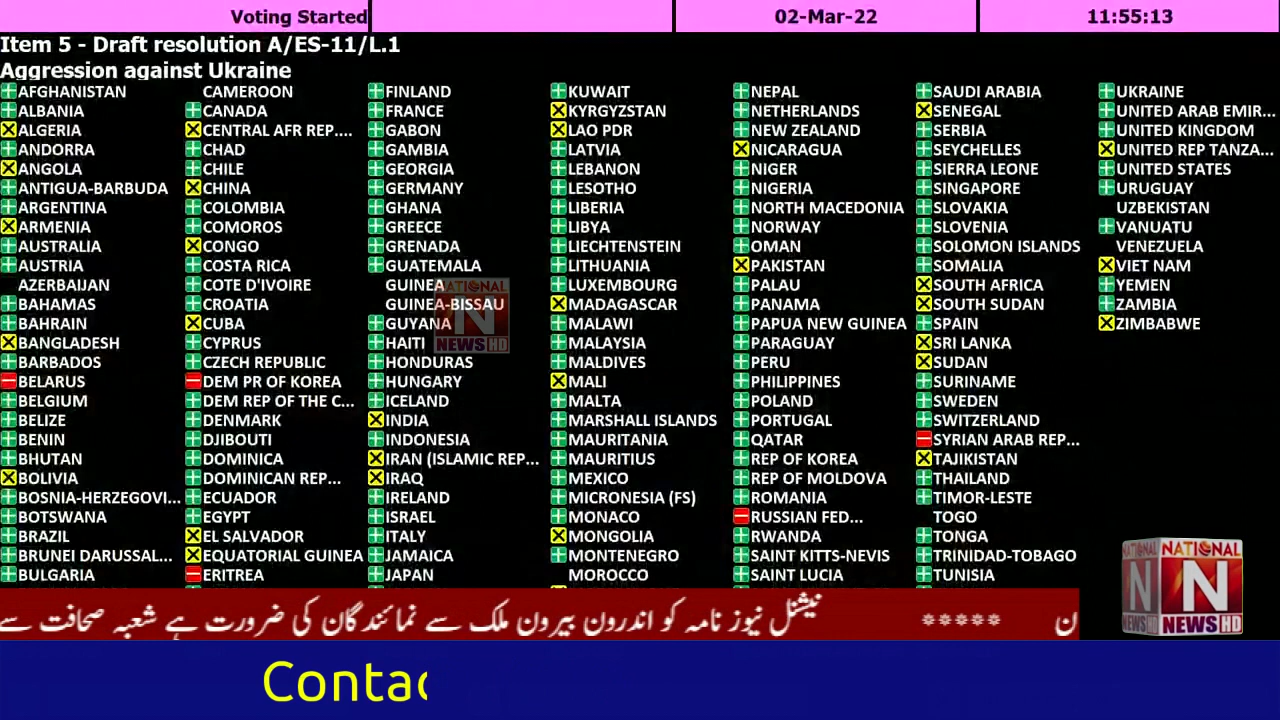 Voting Started 02-Mar-22 11:55:13
Item 5 - Draft resolution A/ES-11/L.1
Aggression against Ukraine
AFGHANISTAN
ALBANIA
ALGERIA
ANDORRA
ANGOLA
ANTIGUA-BARBUDA
ARGENTINA
ARMENIA
AUSTRALIA
AUSTRIA
AZERBAIJAN
BAHAMAS
BAHRAIN
BANGLADESH
BARBADOS
BELARUS
BELGIUM
BELIZE
BENIN
BHUTAN
BOLIVIA
BOSNIA-HERZEGOVI...
BOTSWANA
BRAZIL
BRUNEI DARUSSAL...
BULGARIA
CAMEROON
CANADA
CENTRAL AFR REP....
CHAD
CHILE
CHINA
COLOMBIA
COMOROS
CONGO
COSTA RICA
COTE D'IVOIRE
CROATIA
CUBA
CYPRUS
CZECH REPUBLIC
DEM PR OF KOREA
DEM REP OF THE C...
DENMARK
DJIBOUTI
DOMINICA
DOMINICAN REP...
ECUADOR
EGYPT
EL SALVADOR
EQUATORIAL GUINEA
ERITREA
FINLAND
FRANCE
GABON
GAMBIA
GEORGIA
GERMANY
GHANA
GREECE
GRENADA
GUATEMALA
GUINEA
GUINEA-BISSAU
GUYANA
HAITI
HONDURAS
HUNGARY
ICELAND
INDIA
INDONESIA
IRAN (ISLAMIC REP...
IRAQ
IRELAND
ISRAEL
ITALY
JAMAICA
JAPAN
KUWAIT
KYRGYZSTAN
LAO PDR
LATVIA
LEBANON
LESOTHO
LIBERIA
LIBYA
LIECHTENSTEIN
LITHUANIA
LUXEMBOURG
MADAGASCAR
MALAWI
MALAYSIA
MALDIVES
MALI
MALTA
MARSHALL ISLANDS
MAURITANIA
MAURITIUS
MEXICO
MICRONESIA (FS)
MONACO
MONGOLIA
MONTENEGRO
MOROCCO
NEPAL
NETHERLANDS
NEW ZEALAND
NICARAGUA
NIGER
NIGERIA
NORTH MACEDONIA
NORWAY
OMAN
PAKISTAN
PALAU
PANAMA
PAPUA NEW GUINEA
PARAGUAY
PERU
PHILIPPINES
POLAND
PORTUGAL
QATAR
REP OF KOREA
REP OF MOLDOVA
ROMANIA
RUSSIAN FED...
RWANDA
SAINT KITTS-NEVIS
SAINT LUCIA
SAUDI ARABIA
SENEGAL
SERBIA
SEYCHELLES
SIERRA LEONE
SINGAPORE
SLOVAKIA
SLOVENIA
SOLOMON ISLANDS
SOMALIA
SOUTH AFRICA
SOUTH SUDAN
SPAIN
SRI LANKA
SUDAN
SURINAME
SWEDEN
SWITZERLAND
SYRIAN ARAB REP...
TAJIKISTAN
THAILAND
TIMOR-LESTE
TOGO
TONGA
TRINIDAD-TOBAGO
TUNISIA
UKRAINE
UNITED ARAB EMIR...
UNITED KINGDOM
UNITED REP TANZA...
UNITED STATES
URUGUAY
UZBEKISTAN
VANUATU
VENEZUELA
VIET NAM
YEMEN
ZAMBIA
ZIMBABWE
NATIONAL
N
NEWS HD
NATIONAL
N
NEWS HD
ن ***** نیشنل نیوز نامہ کو اندرون بیرون ملک سے نمائندگان کی ضرورت ہے شعبہ صحافت سے
Contac